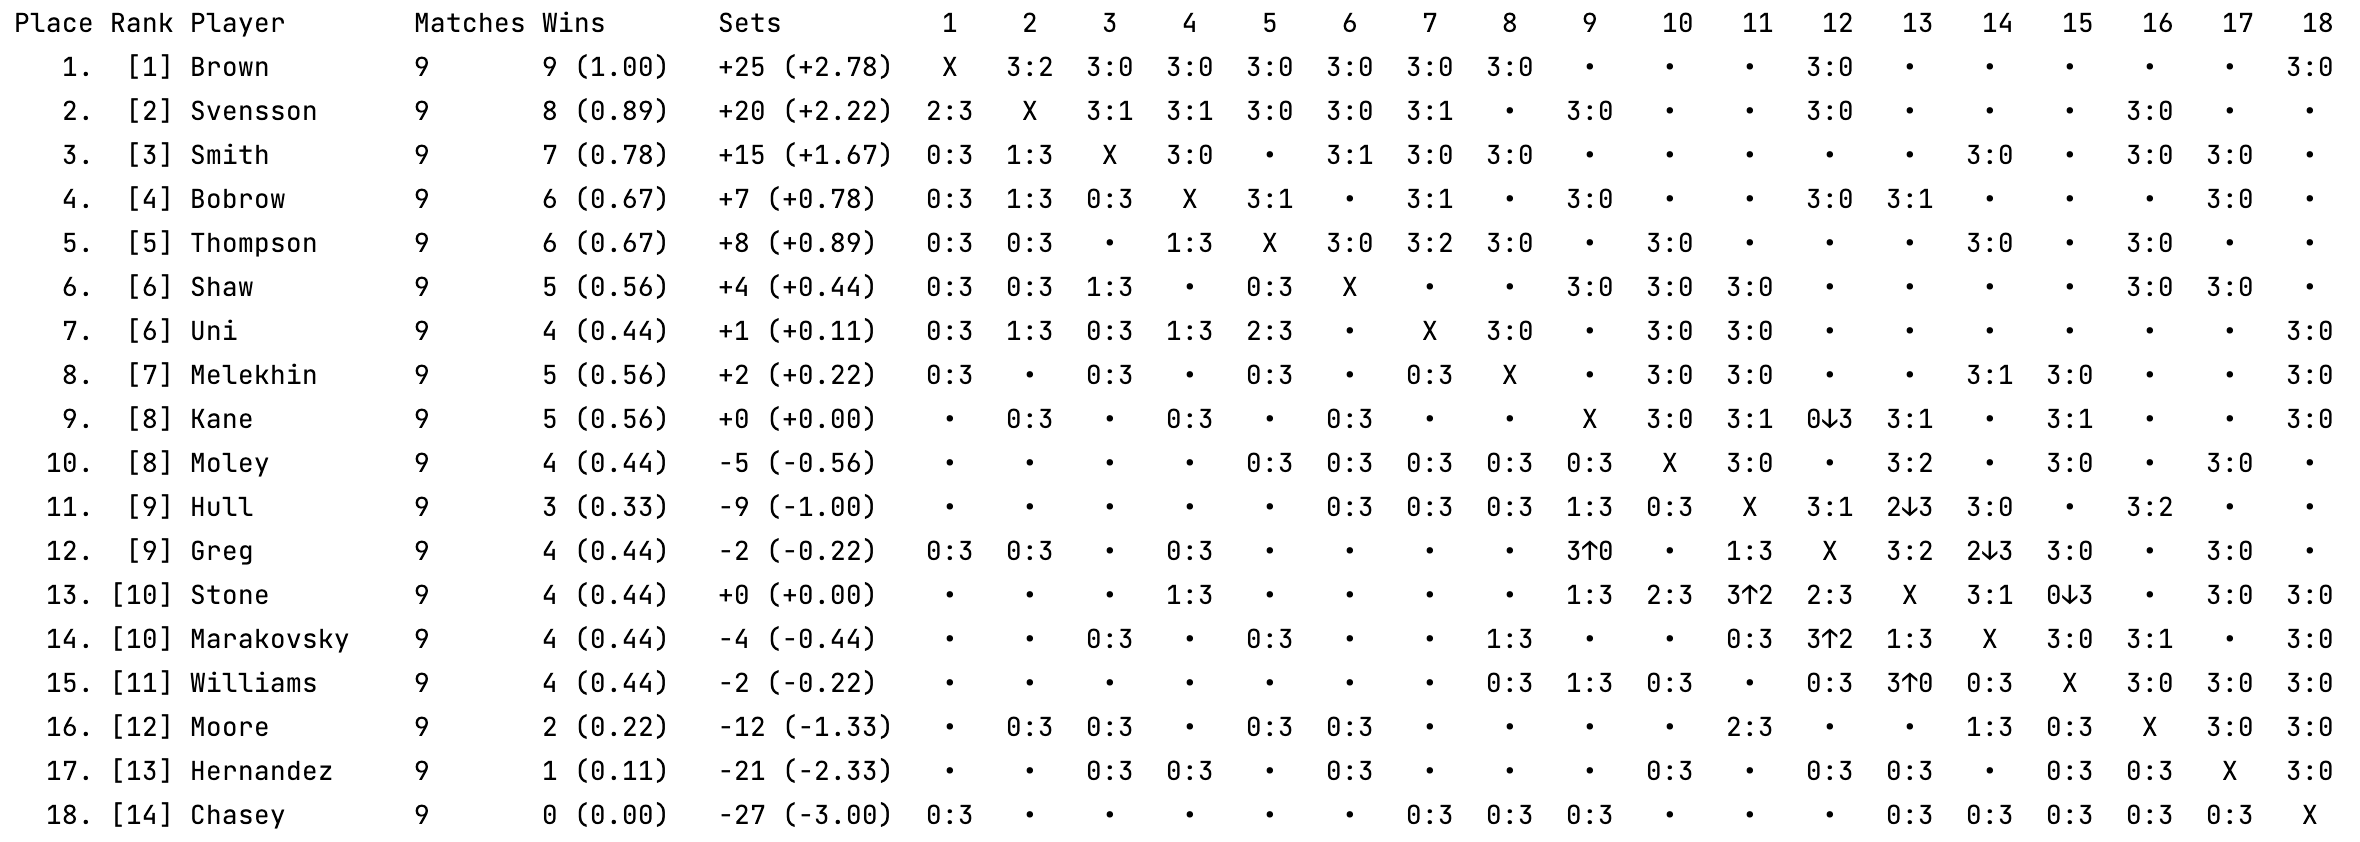 Place Rank Player Matches Wins Sets 1 2 3 4 5 6 7 8 9 10 11 12 13 14 15 16 17 18
1. [1] Brown 9 9 (1.00) +25 (+2.78) X 3:2 3:0 3:0 3:0 3:0 3:0 3:0 • • • 3:0 • • • • • 3:0
2. [2] Svensson 9 8 (0.89) +20 (+2.22) 2:3 X 3:1 3:1 3:0 3:0 3:1 • 3:0 • • 3:0 • • • 3:0 • •
3. [3] Smith 9 7 (0.78) +15 (+1.67) 0:3 1:3 X 3:0 • 3:1 3:0 3:0 • • • • • 3:0 • 3:0 3:0 •
4. [4] Bobrow 9 6 (0.67) +7 (+0.78) 0:3 1:3 0:3 X 3:1 • 3:1 • 3:0 • • 3:0 3:1 • • • 3:0 •
5. [5] Thompson 9 6 (0.67) +8 (+0.89) 0:3 0:3 • 1:3 X 3:0 3:2 3:0 • 3:0 • • • 3:0 • 3:0 • •
6. [6] Shaw 9 5 (0.56) +4 (+0.44) 0:3 0:3 1:3 • 0:3 X • • 3:0 3:0 3:0 • • • • 3:0 3:0 •
7. [6] Uni 9 4 (0.44) +1 (+0.11) 0:3 1:3 0:3 1:3 2:3 • X 3:0 • 3:0 3:0 • • • • • • 3:0
8. [7] Melekhin 9 5 (0.56) +2 (+0.22) 0:3 • 0:3 • 0:3 • 0:3 X • 3:0 3:0 • • 3:1 3:0 • • 3:0
9. [8] Kane 9 5 (0.56) +0 (+0.00) • 0:3 • 0:3 • 0:3 • • X 3:0 3:1 0↓3 3:1 • 3:1 • • 3:0
10. [8] Moley 9 4 (0.44) -5 (-0.56) • • • • 0:3 0:3 0:3 0:3 0:3 X 3:0 • 3:2 • 3:0 • 3:0 •
11. [9] Hull 9 3 (0.33) -9 (-1.00) • • • • • 0:3 0:3 0:3 1:3 0:3 X 3:1 2↓3 3:0 • 3:2 • •
12. [9] Greg 9 4 (0.44) -2 (-0.22) 0:3 0:3 • 0:3 • • • • 3↑0 • 1:3 X 3:2 2↓3 3:0 • 3:0 •
13. [10] Stone 9 4 (0.44) +0 (+0.00) • • • 1:3 • • • • 1:3 2:3 3↑2 2:3 X 3:1 0↓3 • 3:0 3:0
14. [10] Marakovsky 9 4 (0.44) -4 (-0.44) • • 0:3 • 0:3 • • 1:3 • • 0:3 3↑2 1:3 X 3:0 3:1 • 3:0
15. [11] Williams 9 4 (0.44) -2 (-0.22) • • • • • • • 0:3 1:3 0:3 • 0:3 3↑0 0:3 X 3:0 3:0 3:0
16. [12] Moore 9 2 (0.22) -12 (-1.33) • 0:3 0:3 • 0:3 0:3 • • • • 2:3 • • 1:3 0:3 X 3:0 3:0
17. [13] Hernandez 9 1 (0.11) -21 (-2.33) • • 0:3 0:3 • 0:3 • • • 0:3 • 0:3 0:3 • 0:3 0:3 X 3:0
18. [14] Chasey 9 0 (0.00) -27 (-3.00) 0:3 • • • • • 0:3 0:3 0:3 • • • 0:3 0:3 0:3 0:3 0:3 X